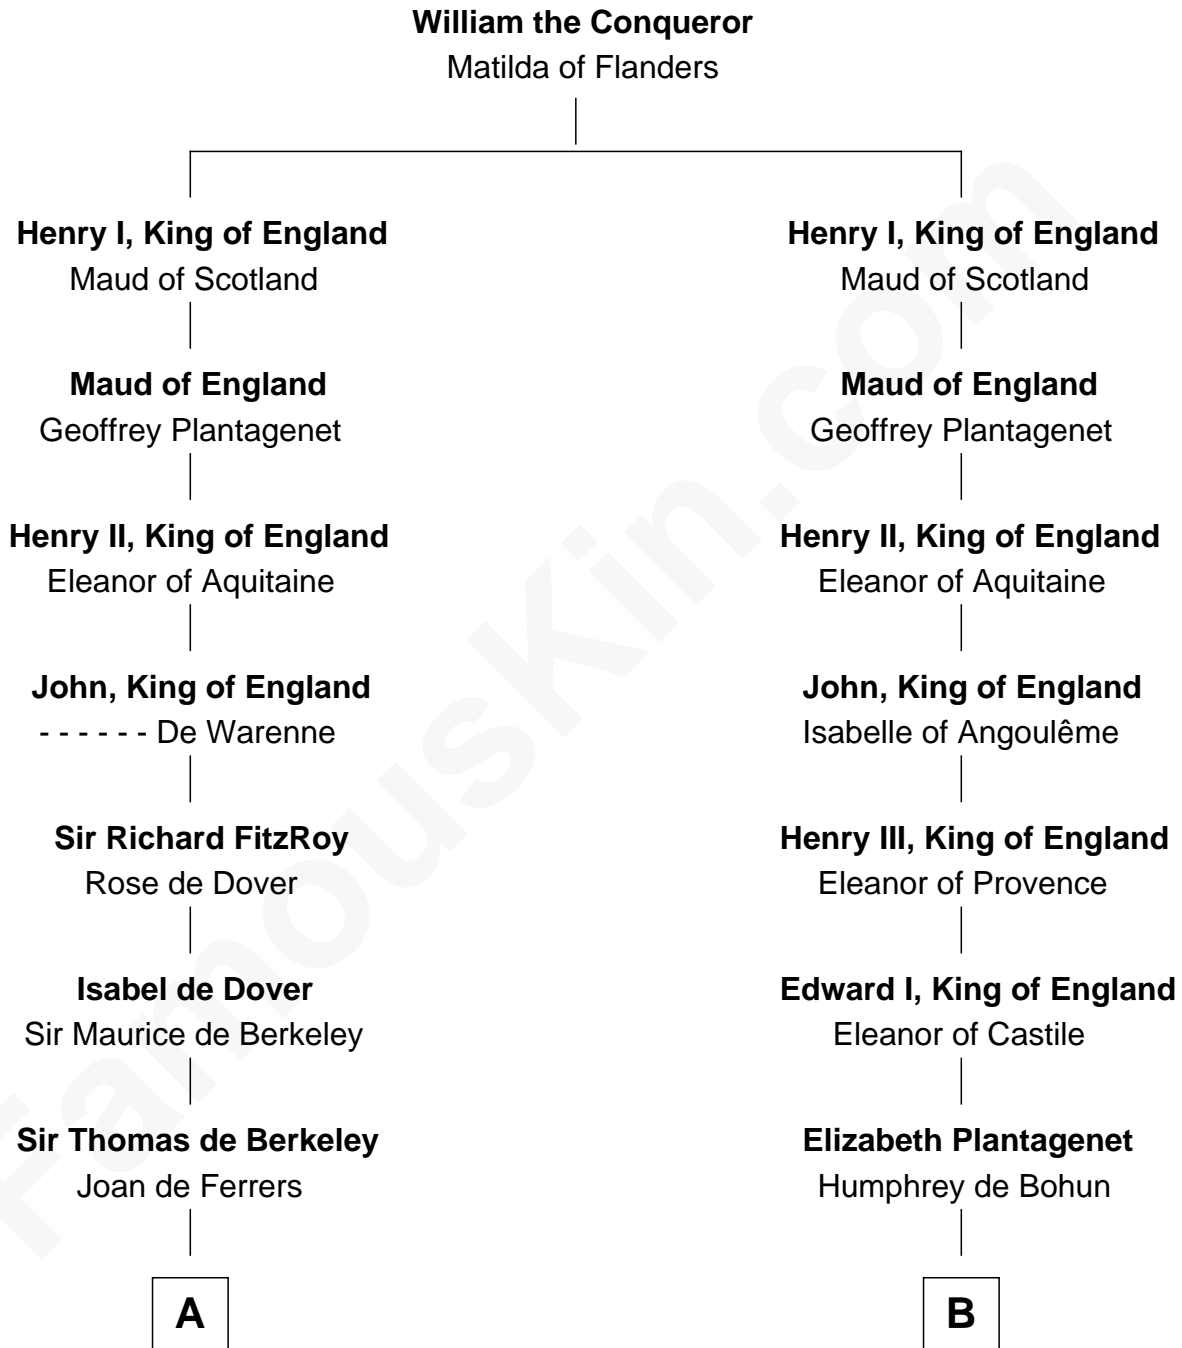 William the Conqueror
Matilda of Flanders
Henry I, King of England
Maud of Scotland
Maud of England
Geoffrey Plantagenet
Henry II, King of England
Eleanor of Aquitaine
John, King of England
- - - - - - De Warenne
Sir Richard FitzRoy
Rose de Dover
Isabel de Dover
Sir Maurice de Berkeley
Sir Thomas de Berkeley
Joan de Ferrers
A
Henry I, King of England
Maud of Scotland
Maud of England
Geoffrey Plantagenet
Henry II, King of England
Eleanor of Aquitaine
John, King of England
Isabelle of Angoulême
Henry III, King of England
Eleanor of Provence
Edward I, King of England
Eleanor of Castile
Elizabeth Plantagenet
Humphrey de Bohun
B
FamousKin.com